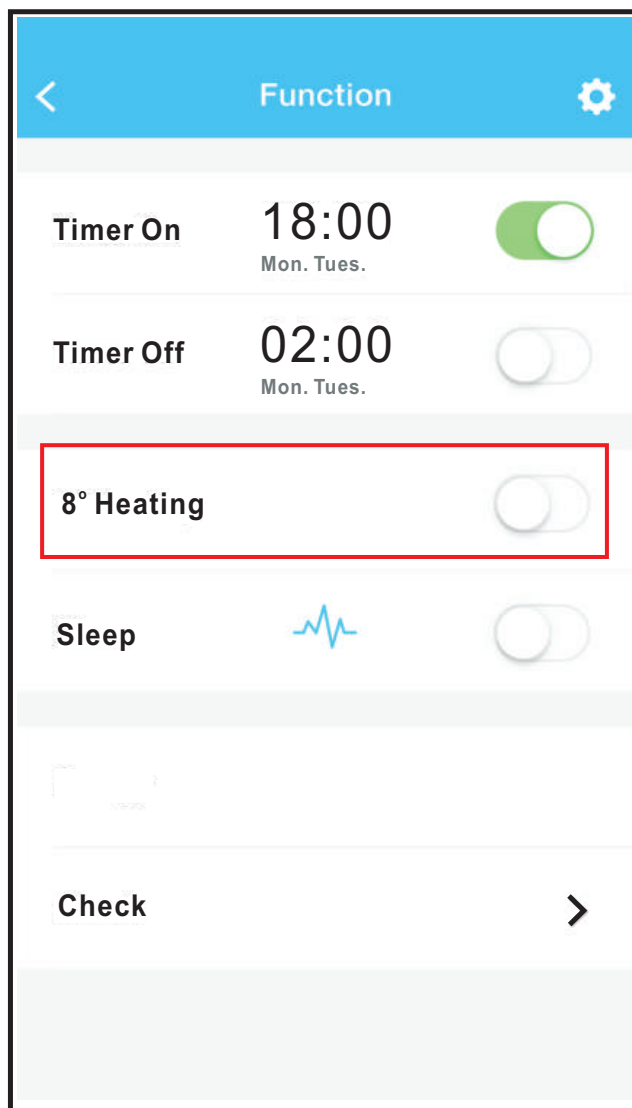 Function
Timer On 18:00
Mon. Tues.
Timer Off 02:00
Mon. Tues.
8° Heating
Sleep
Check